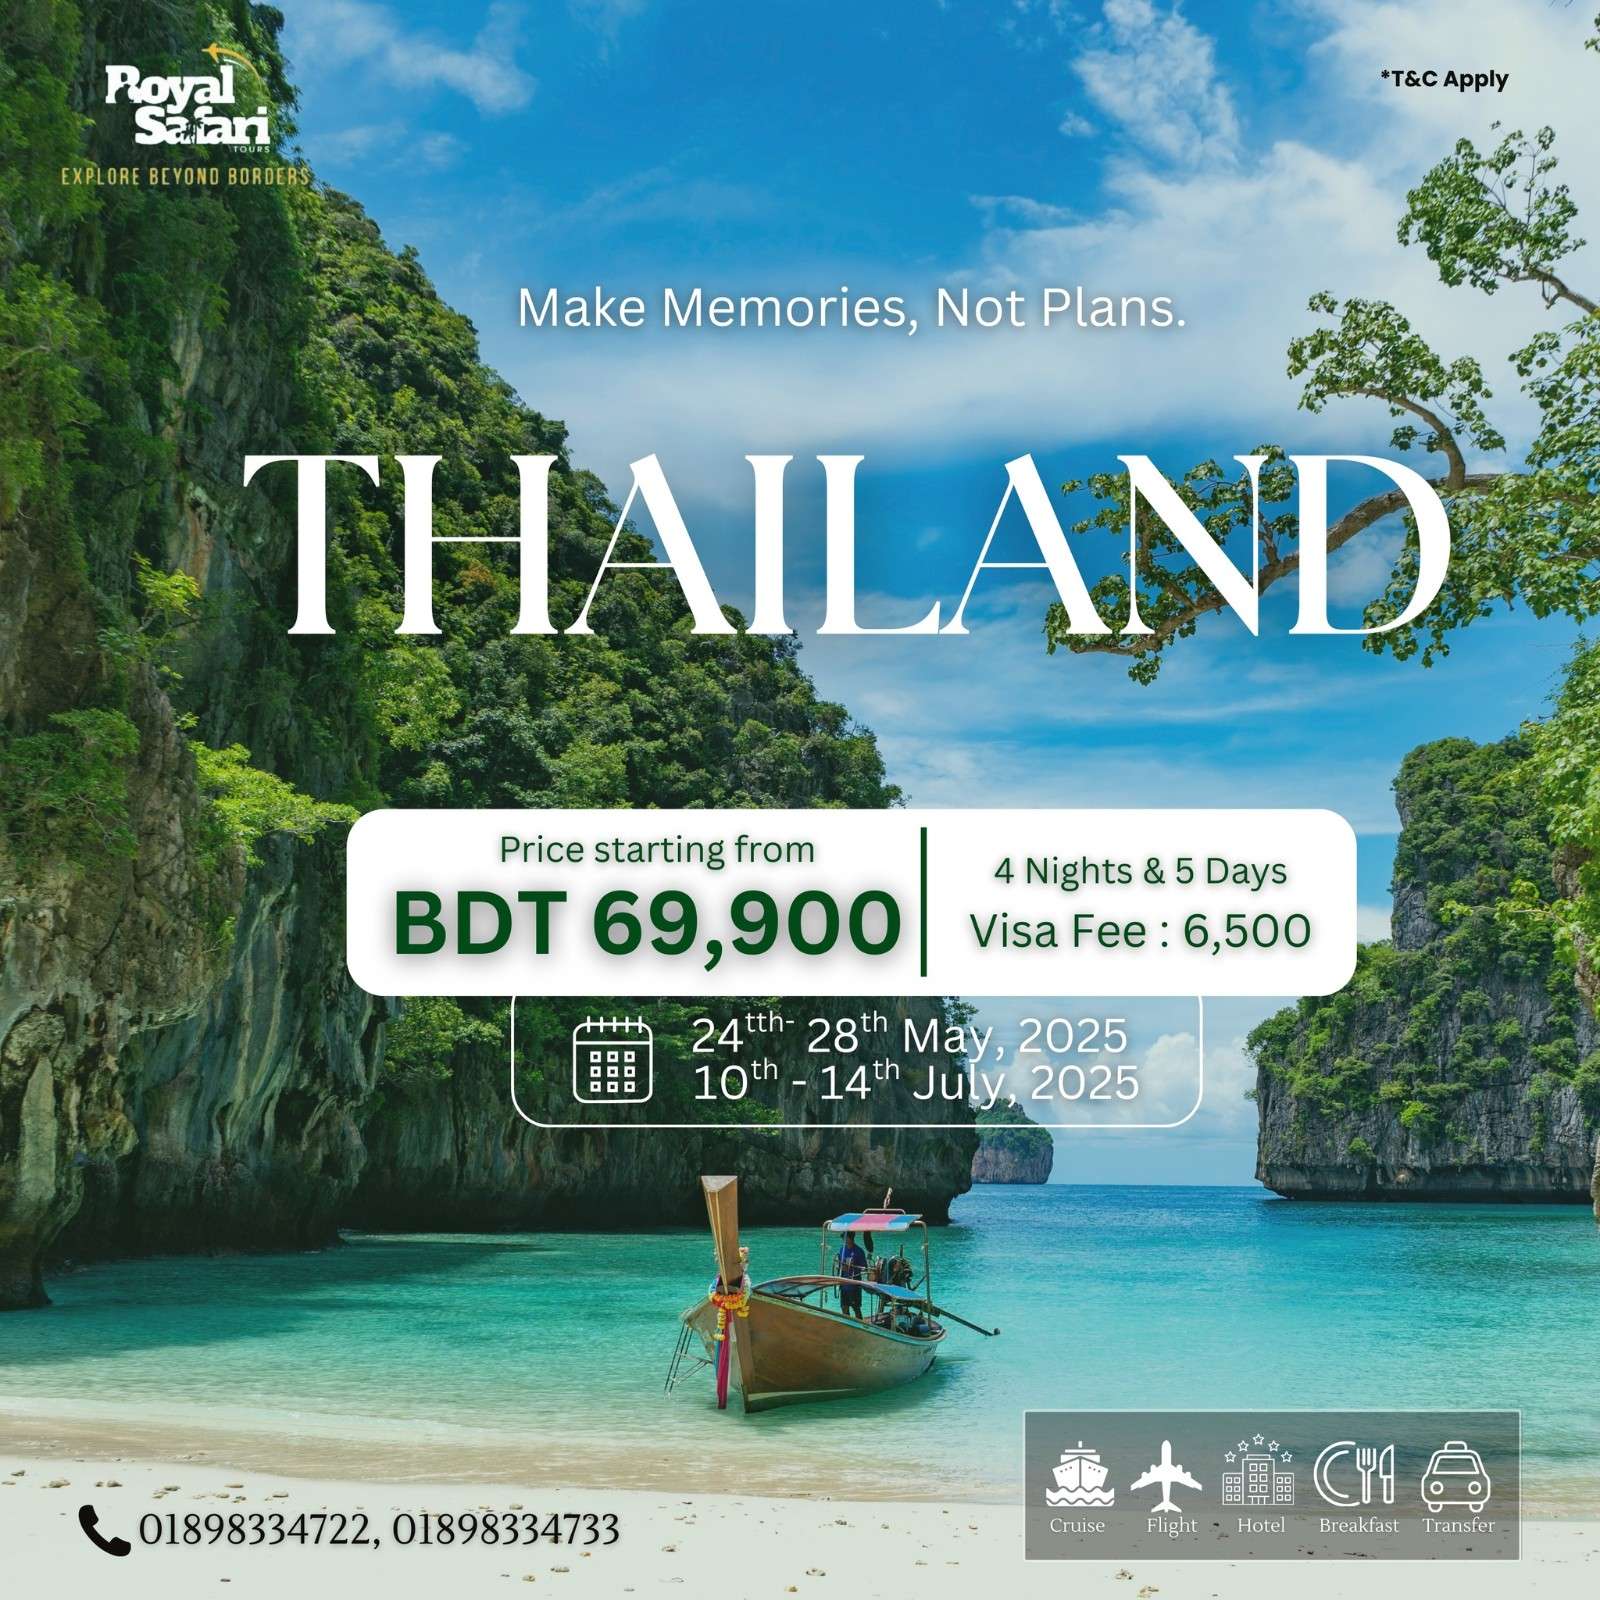 Royal
Safari
TOURS
EXPLORE BEYOND BORDERS
*T&C Apply
Make Memories, Not Plans.
THAILAND
Price starting from
BDT 69,900
4 Nights & 5 Days
Visa Fee : 6,500
24tth- 28th May, 2025
10th - 14th July, 2025
01898334722, 01898334733
Cruise Flight Hotel Breakfast Transfer